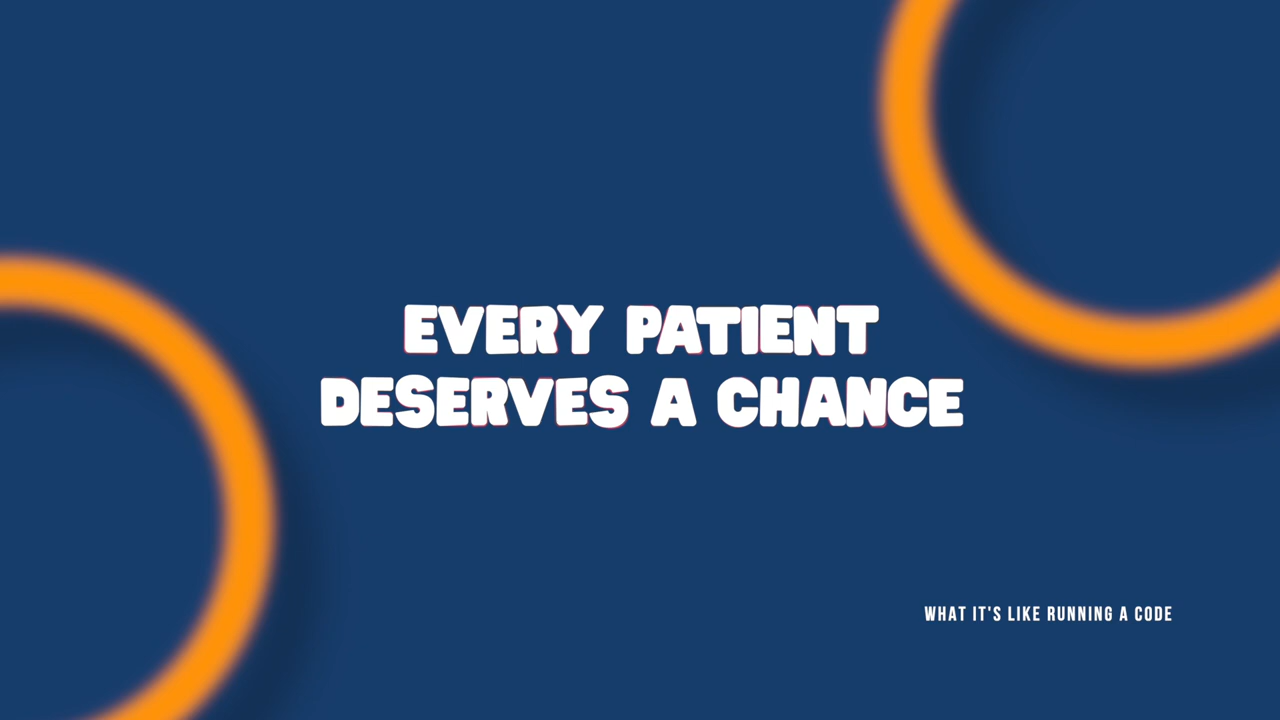 EVERY PATIENT
DESERVES A CHANCE
WHAT IT'S LIKE RUNNING A CODE